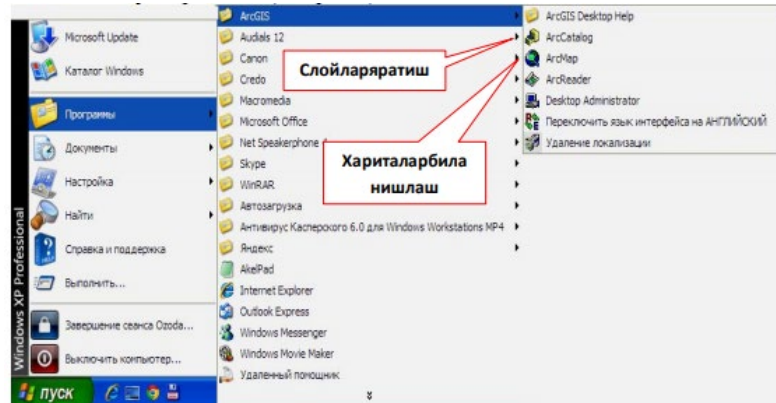 Microsoft Update
Каталог Windows
Программы
Документы
Настройка
Найти
Справка и поддержка
Выполнить...
Завершение сеанса Ozoda...
Выключить компьютер...
Windows XP Professional
пуск
ArcGIS
Audials 12
Canon
Credo
Macromedia
Microsoft Office
Net Speakerphone
Skype
WinRAR
Автозагрузка
Антивирус Касперского 6.0 для Windows Workstations MP4
Яндекс
AkelPad
Internet Explorer
Outlook Express
Windows Messenger
Windows Movie Maker
Удаленный помощник
Слойларяратиш
Хариталарбила
нишлаш
ArcGIS Desktop Help
ArcCatalog
ArcMap
ArcReader
Desktop Administrator
Переключить язык интерфейса на АНГЛИЙСКИЙ
Удаление локализации